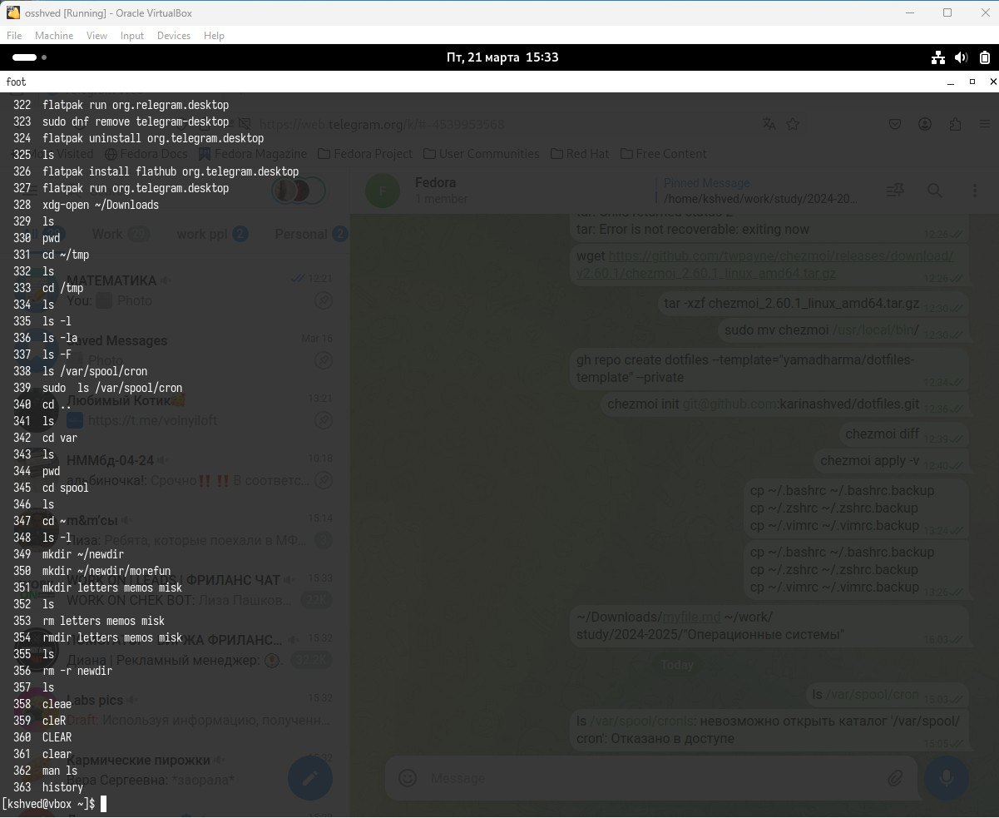 osshved [Running] - Oracle VirtualBox
File Machine View Input Devices Help
Пт, 21 марта 15:33
foot
322 flatpak run org.relegram.desktop
323 sudo dnf remove telegram-desktop
324 flatpak uninstall org.telegram.desktop
325 ls
326 flatpak install flathub org.telegram.desktop
327 flatpak run org.telegram.desktop
328 xdg-open ~/Downloads
329 ls
330 pwd
331 cd ~/tmp
332 ls
333 cd /tmp
334 ls
335 ls -l
336 ls -la
337 ls -F
338 ls /var/spool/cron
339 sudo  ls /var/spool/cron
340 cd ..
341 ls
342 cd var
343 ls
344 pwd
345 cd spool
346 ls
347 cd ~
348 ls -l
349 mkdir ~/newdir
350 mkdir ~/newdir/morefun
351 mkdir letters memos misk
352 ls
353 rm letters memos misk
354 rmdir letters memos misk
355 ls
356 rm -r newdir
357 ls
358 cleae
359 cleR
360 CLEAR
361 clear
362 man ls
363 history
[kshved@vbox ~]$
https://web.telegram.org/k/#-4539953568
Visited Fedora Docs Fedora Magazine Fedora Project User Communities Red Hat Free Content
Work 29 work ppl 2 Personal 2
МАТЕМАТИКА 12:21
You: Photo
Saved Messages Mar 16
Photo
Любимый Котик🥰 13:21
https://t.me/volnyiloft
НММбд-04-24 10:18
альбиночка!: Срочно‼️ ‼️ В соответс...
m&m'сы 15:14
Лиза: Ребята, которые поехали в МФ... 3
WORK ON | LEADS | ФРИЛАНС ЧАТ 15:33
WORK ON CHEK BOT: Лиза Пашков... 22K
ФРИЛАНС... 15:32
Диана | Рекламный менеджер:
Labs pics 15:32
Draft: Используя информацию, полученн...
Кармические пирожки 15:32
Вера Сергеевна: *заорала*
F
Fedora
1 member
Pinned Message
/home/kshved/work/study/2024-20...
tar: Child returned status 2
tar: Error is not recoverable: exiting now 12:26
wget https://github.com/twpayne/chezmoi/releases/download/
v2.60.1/chezmoi_2.60.1_linux_amd64.tar.gz 12:26
tar -xzf chezmoi_2.60.1_linux_amd64.tar.gz 12:30
sudo mv chezmoi /usr/local/bin/ 12:30
gh repo create dotfiles --template="yamadharma/dotfiles-
template" --private 12:34
chezmoi init git@github.com:karinashved/dotfiles.git 12:35
chezmoi diff 12:39
chezmoi apply -v 12:40
cp ~/.bashrc ~/.bashrc.backup
cp ~/.zshrc ~/.zshrc.backup
cp ~/.vimrc ~/.vimrc.backup 13:24
cp ~/.bashrc ~/.bashrc.backup
cp ~/.zshrc ~/.zshrc.backup
cp ~/.vimrc ~/.vimrc.backup 13:26
~/Downloads/myfile.md ~/work/
study/2024-2025/"Операционные системы" 16:03
Today
ls /var/spool/cron 15:03
ls /var/spool/cronls: невозможно открыть каталог '/var/spool/
cron': Отказано в доступе 15:05
Message